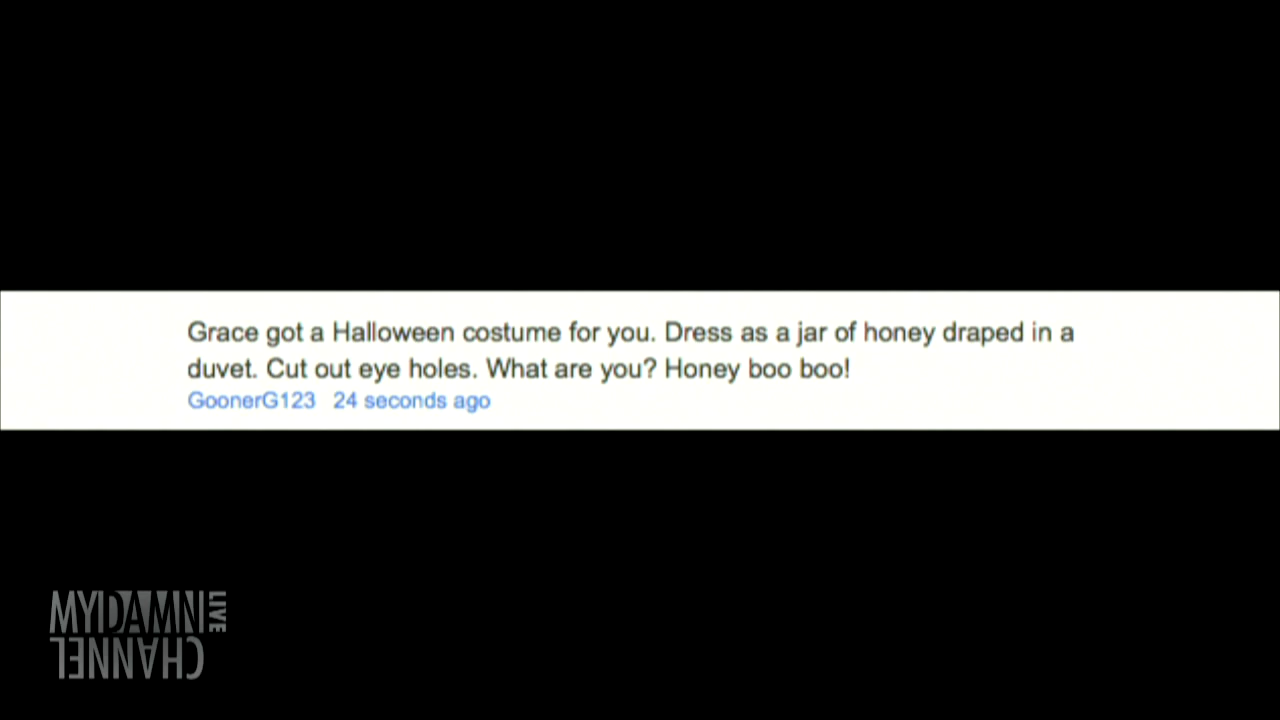 Grace got a Halloween costume for you. Dress as a jar of honey draped in a
duvet. Cut out eye holes. What are you? Honey boo boo!
GoonerG123 24 seconds ago
MYDAMN LIVE
CHANNEL